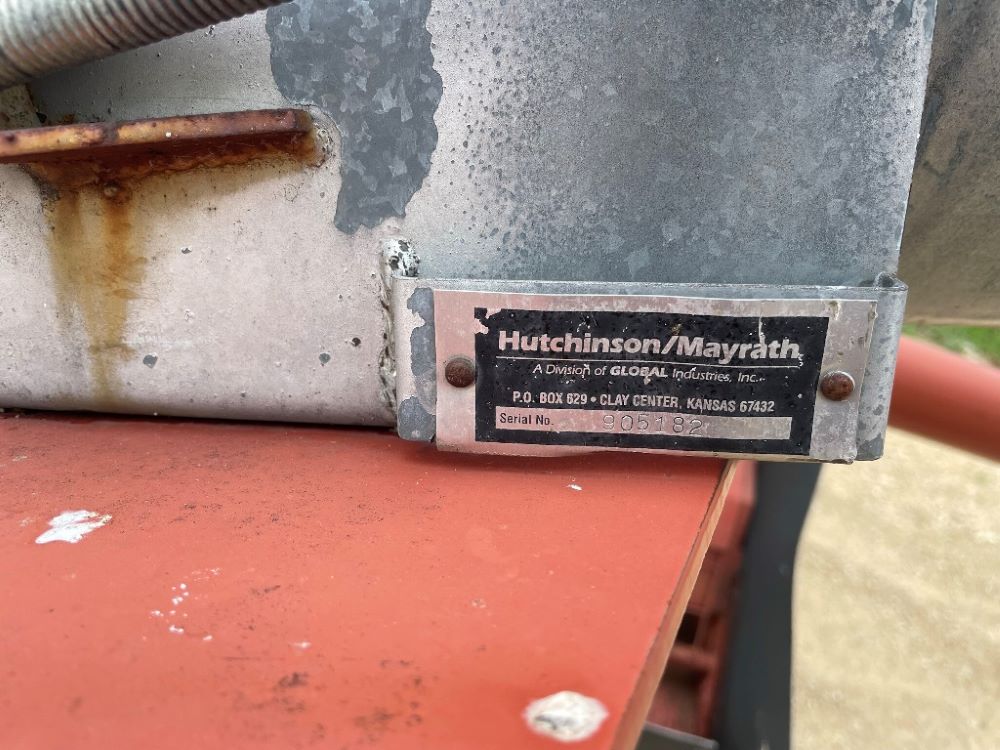 Hutchinson/Mayrath
A Division of GLOBAL Industries, Inc.
P.O. BOX 629 • CLAY CENTER, KANSAS 67432
Serial No. 905182